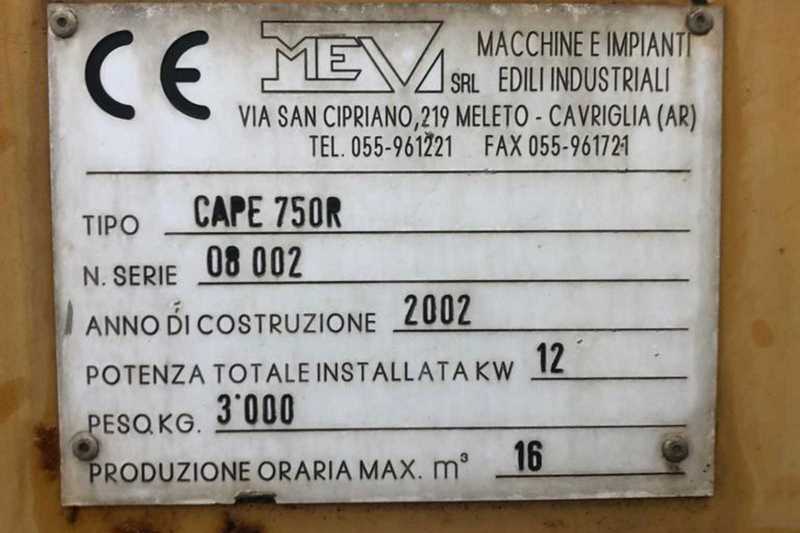 CE MEV SRL MACCHINE E IMPIANTI
EDILI INDUSTRIALI
VIA SAN CIPRIANO,219 MELETO - CAVRIGLIA (AR)
TEL. 055-961221 FAX 055-961721
TIPO CAPE 750R
N. SERIE 08 002
ANNO DI COSTRUZIONE 2002
POTENZA TOTALE INSTALLATA KW 12
PESO.KG. 3'000
PRODUZIONE ORARIA MAX. m³ 16